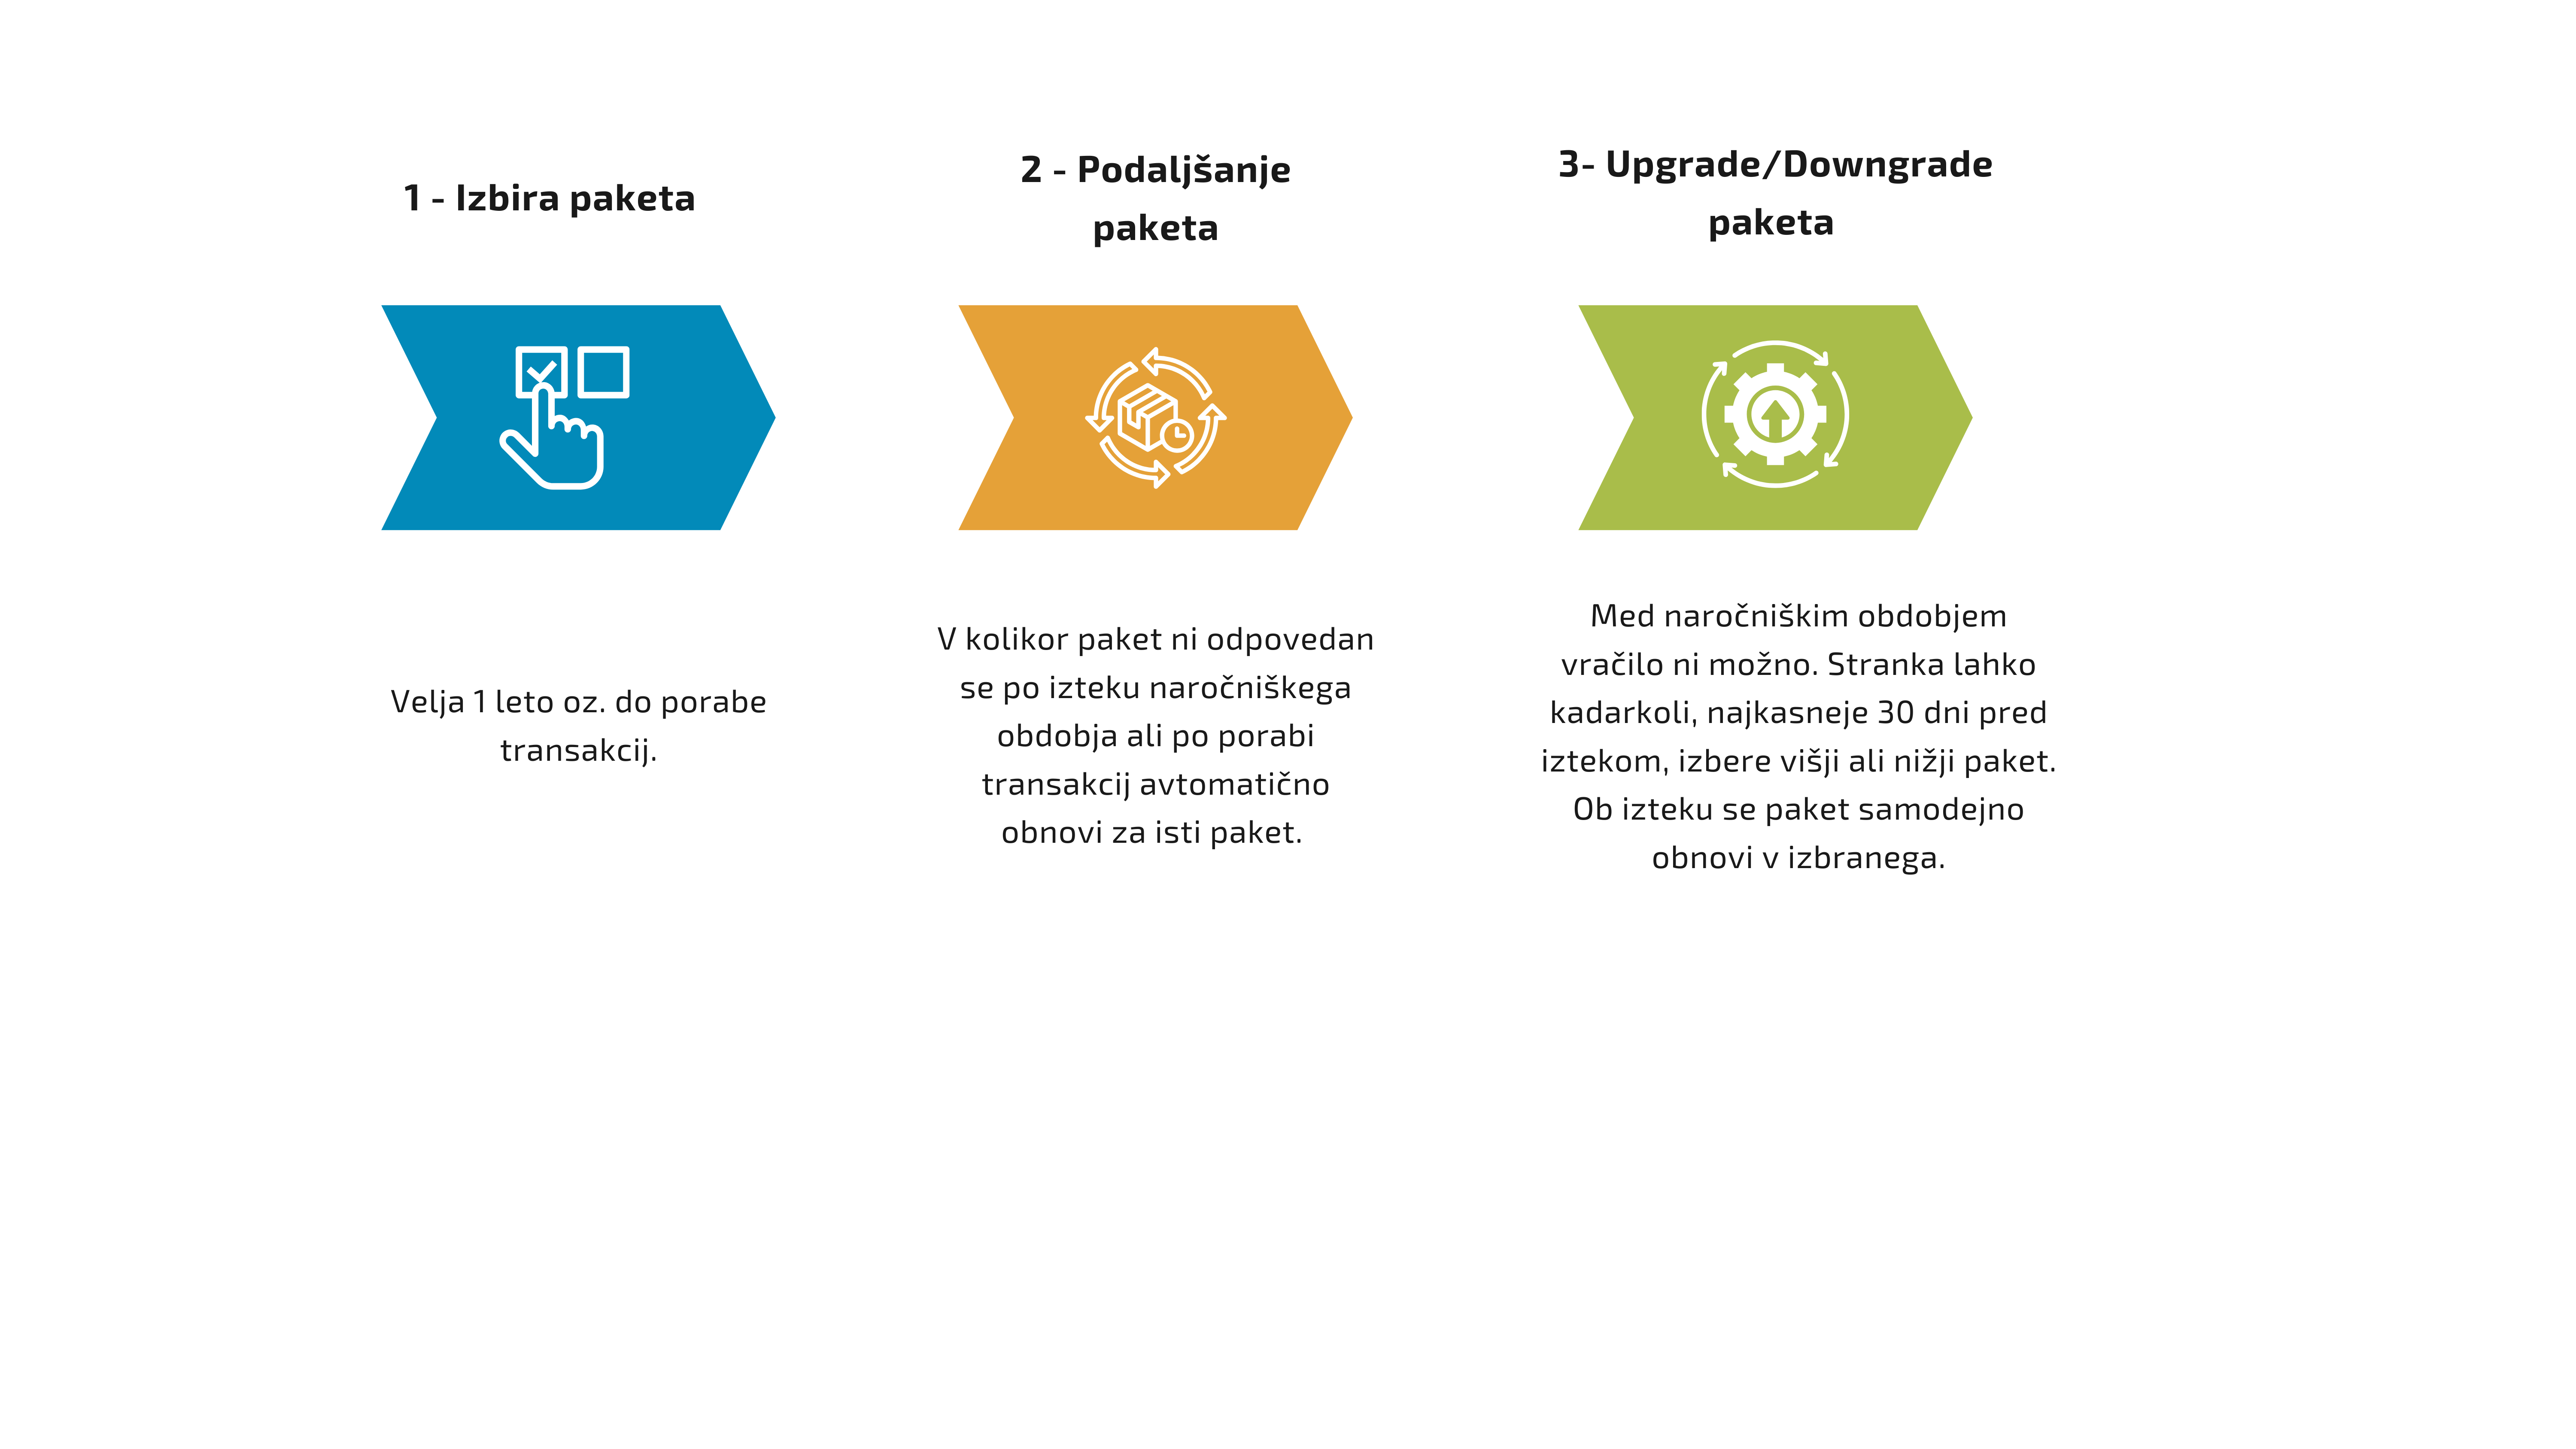 1 - Izbira paketa
Velja 1 leto oz. do porabe
transakcij.
2 - Podaljšanje
paketa
V kolikor paket ni odpovedan
se po izteku naročniškega
obdobja ali po porabi
transakcij avtomatično
obnovi za isti paket.
3- Upgrade/Downgrade
paketa
Med naročniškim obdobjem
vračilo ni možno. Stranka lahko
kadarkoli, najkasneje 30 dni pred
iztekom, izbere višji ali nižji paket.
Ob izteku se paket samodejno
obnovi v izbranega.